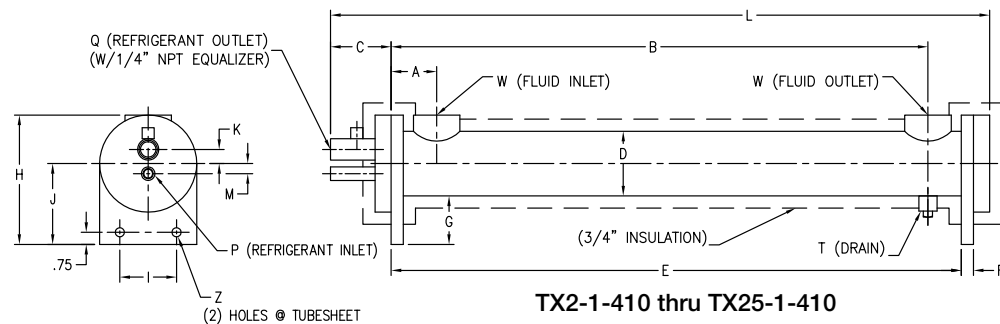 L
Q (REFRIGERANT OUTLET)
(W/1/4" NPT EQUALIZER)
C
B
A
W (FLUID INLET)
W (FLUID OUTLET)
K
H
D
J
M
G
.75
P (REFRIGERANT INLET)
(3/4" INSULATION)
T (DRAIN)
I
E
F
Z
(2) HOLES @ TUBESHEET
TX2-1-410 thru TX25-1-410